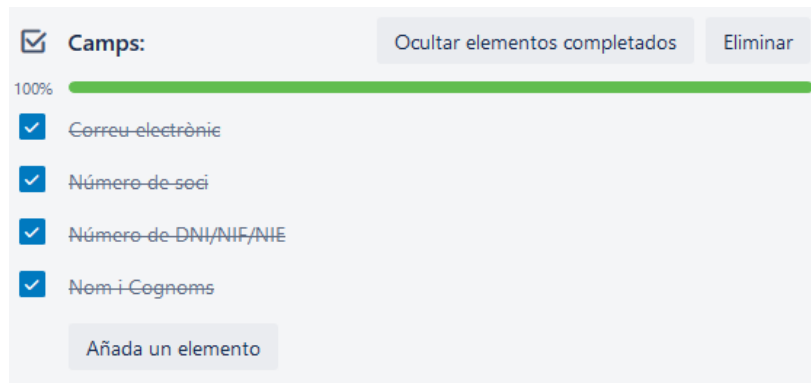 Camps:
Ocultar elementos completados
Eliminar
100%
Correu electrònic
Número de soci
Número de DNI/NIF/NIE
Nom i Cognoms
Añada un elemento